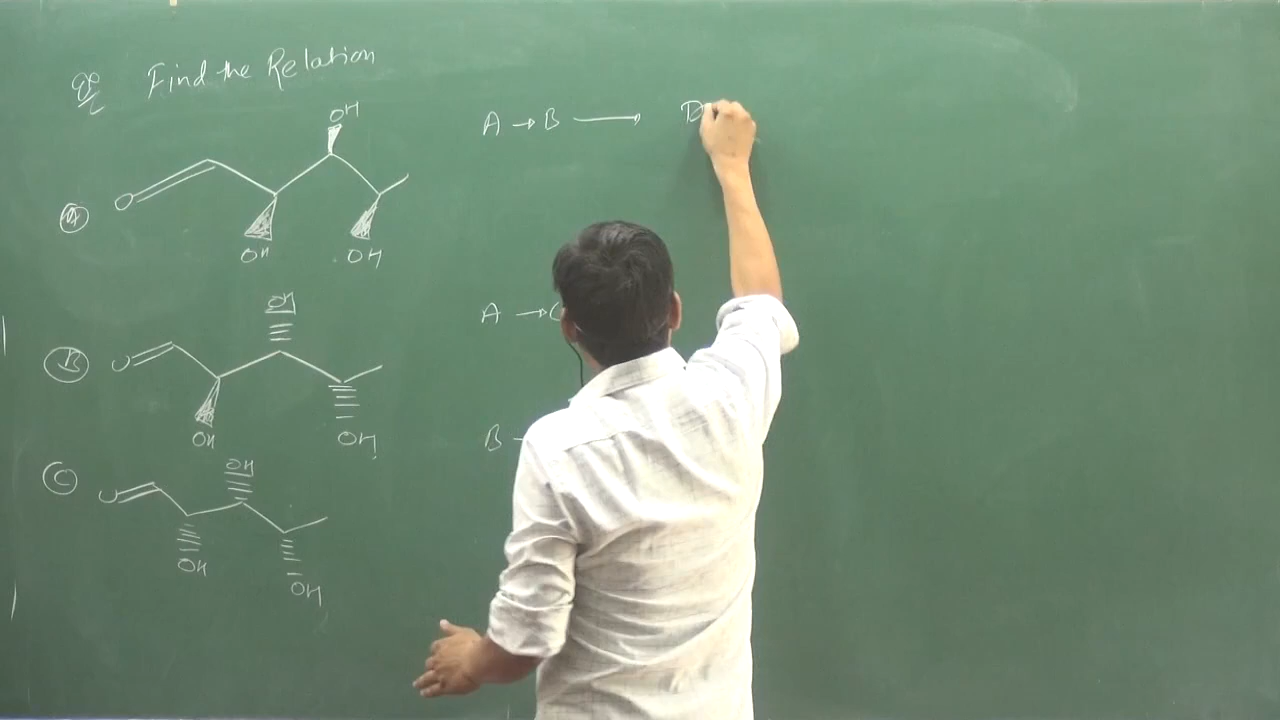 Q Find the Relation
OH
A → B → D
O
A
OH OH
OH
A → C
B O
OH OH
B
OH
C O
OH
OH